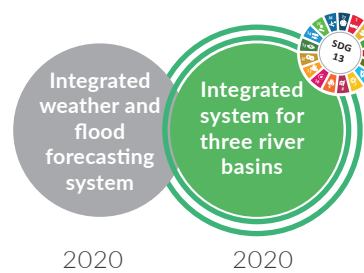 Integrated
weather and
flood
forecasting
system
Integrated
system for
three river
basins
SDG
13
2020
2020